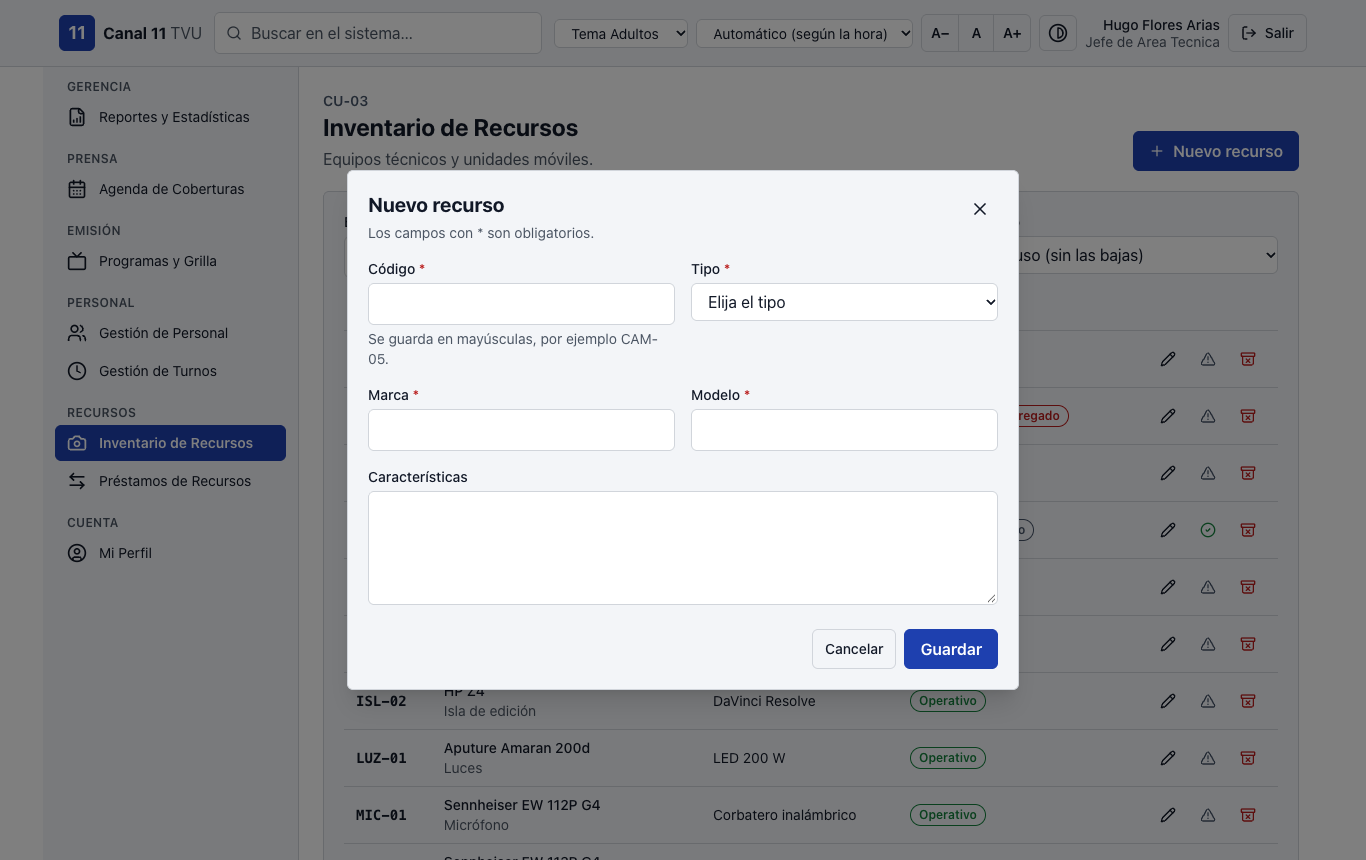 11 Canal 11 TVU
Buscar en el sistema...
Tema Adultos
Automático (según la hora)
A−
A
A+
Hugo Flores Arias
Jefe de Area Tecnica
Salir
GERENCIA
Reportes y Estadísticas
PRENSA
Agenda de Coberturas
EMISIÓN
Programas y Grilla
PERSONAL
Gestión de Personal
Gestión de Turnos
RECURSOS
Inventario de Recursos
Préstamos de Recursos
CUENTA
Mi Perfil
CU-03
Inventario de Recursos
Equipos técnicos y unidades móviles.
+ Nuevo recurso
uso (sin las bajas)
regado
Nuevo recurso
Los campos con * son obligatorios.
Código *
Tipo *
Elija el tipo
Se guarda en mayúsculas, por ejemplo CAM-
05.
Marca *
Modelo *
Características
Cancelar
Guardar
HP Z4
ISL-02
Isla de edición
DaVinci Resolve
Operativo
Aputure Amaran 200d
LUZ-01
Luces
LED 200 W
Operativo
Sennheiser EW 112P G4
MIC-01
Micrófono
Corbatero inalámbrico
Operativo
Sennheiser EW 112P G4